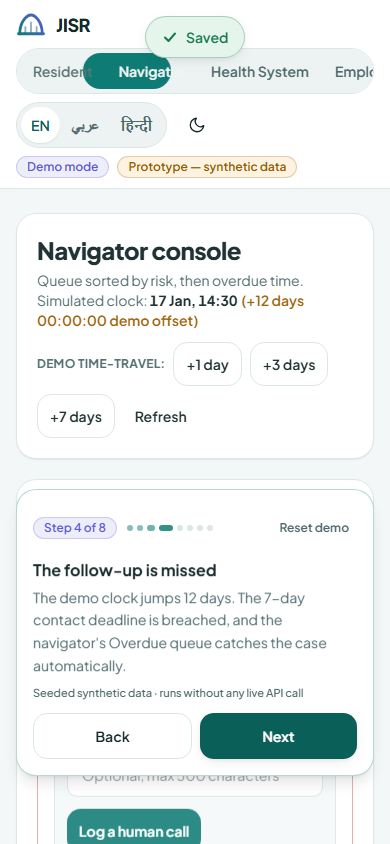 JISR
Saved
Resident Navigat Health System Emplo
EN عربي हिन्दी
Demo mode Prototype — synthetic data
Navigator console
Queue sorted by risk, then overdue time.
Simulated clock: 17 Jan, 14:30 (+12 days
00:00:00 demo offset)
DEMO TIME-TRAVEL: +1 day +3 days
+7 days Refresh
Step 4 of 8 Reset demo
The follow-up is missed
The demo clock jumps 12 days. The 7-day
contact deadline is breached, and the
navigator's Overdue queue catches the case
automatically.
Seeded synthetic data · runs without any live API call
Back Next
Optional, max 500 characters
Log a human call